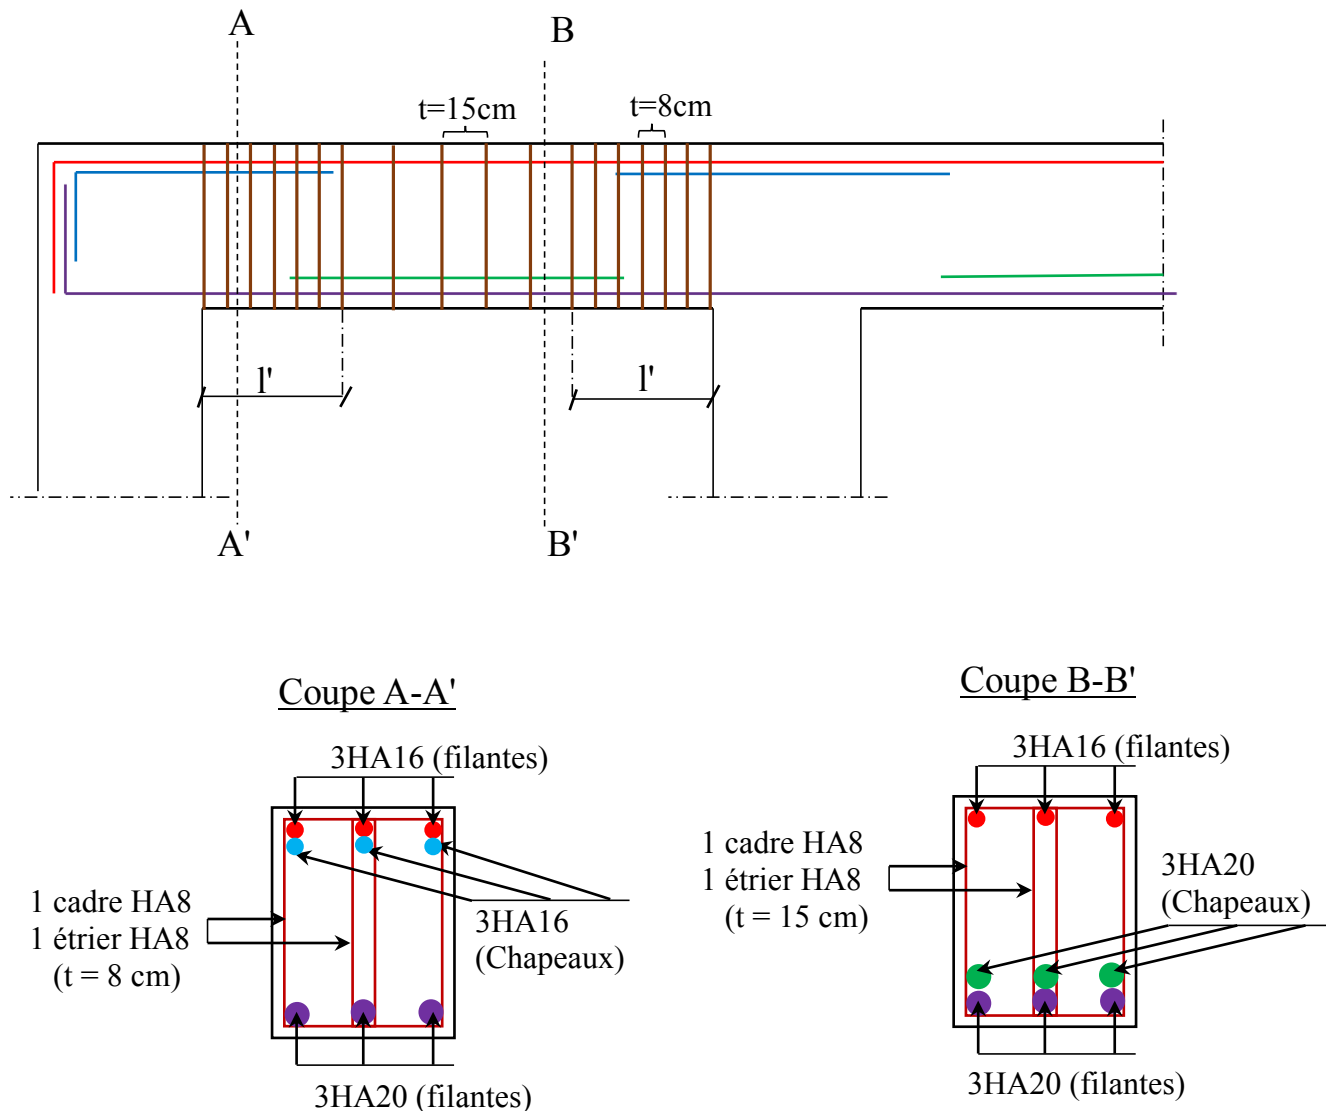 A
B
t=15cm
t=8cm
l'
l'
A'
B'
Coupe A-A'
3HA16 (filantes)
1 cadre HA8
1 étrier HA8
(t = 8 cm)
3HA16
(Chapeaux)
3HA20 (filantes)
Coupe B-B'
3HA16 (filantes)
1 cadre HA8
1 étrier HA8
(t = 15 cm)
3HA20
(Chapeaux)
3HA20 (filantes)